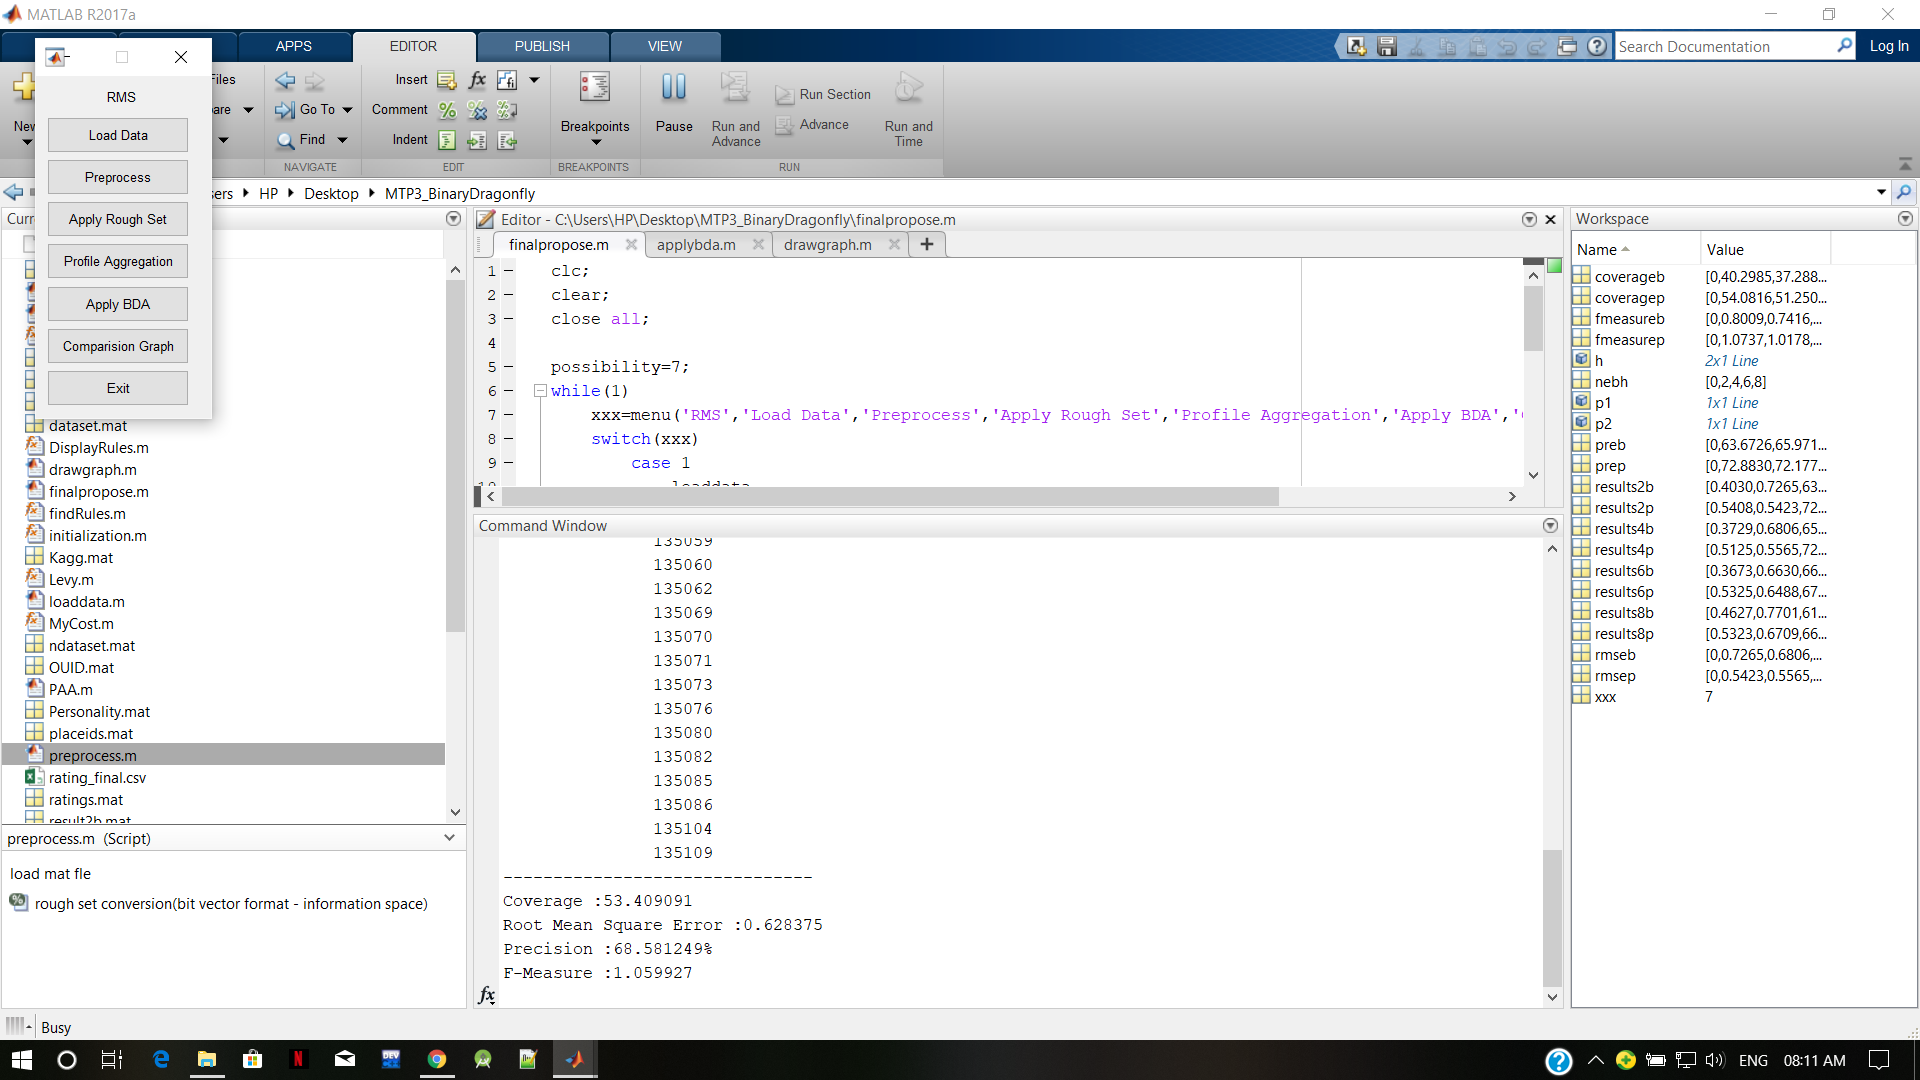 MATLAB R2017a
APPS
EDITOR
PUBLISH
VIEW
Search Documentation
Log In
RMS
Load Data
Preprocess
Apply Rough Set
Profile Aggregation
Apply BDA
Comparision Graph
Exit
New
Files
Go To
Find
NAVIGATE
Insert
Comment
Indent
EDIT
Breakpoints
BREAKPOINTS
Pause
Run and Advance
Run Section
Advance
Run and Time
RUN
HP
Desktop
MTP3_BinaryDragonfly
dataset.mat
DisplayRules.m
drawgraph.m
finalpropose.m
findRules.m
initialization.m
Kagg.mat
Levy.m
loaddata.m
MyCost.m
ndataset.mat
OUID.mat
PAA.m
Personality.mat
placeids.mat
preprocess.m
rating_final.csv
ratings.mat
result2b.mat
preprocess.m (Script)
load mat fle
rough set conversion(bit vector format - information space)
Editor - C:\Users\HP\Desktop\MTP3_BinaryDragonfly\finalpropose.m
finalpropose.m
applybda.m
drawgraph.m
1 clc;
2 clear;
3 close all;
4
5 possibility=7;
6 while(1)
7 xxx=menu('RMS','Load Data','Preprocess','Apply Rough Set','Profile Aggregation','Apply BDA','
8 switch(xxx)
9 case 1
10 loaddata
Command Window
135059
135060
135062
135069
135070
135071
135073
135076
135080
135082
135085
135086
135104
135109
-------------------------------
Coverage :53.409091
Root Mean Square Error :0.628375
Precision :68.581249%
F-Measure :1.059927
fx
Workspace
Name Value
coverageb [0,40.2985,37.288...
coveragep [0,54.0816,51.250...
fmeasureb [0,0.8009,0.7416,...
fmeasurep [0,1.0737,1.0178,...
h 2x1 Line
nebh [0,2,4,6,8]
p1 1x1 Line
p2 1x1 Line
preb [0,63.6726,65.971...
prep [0,72.8830,72.177...
results2b [0.4030,0.7265,63...
results2p [0.5408,0.5423,72...
results4b [0.3729,0.6806,65...
results4p [0.5125,0.5565,72...
results6b [0.3673,0.6630,66...
results6p [0.5325,0.6488,67...
results8b [0.4627,0.7701,61...
results8p [0.5323,0.6709,66...
rmseb [0,0.7265,0.6806,...
rmsep [0,0.5423,0.5565,...
xxx 7
Busy
ENG
08:11 AM